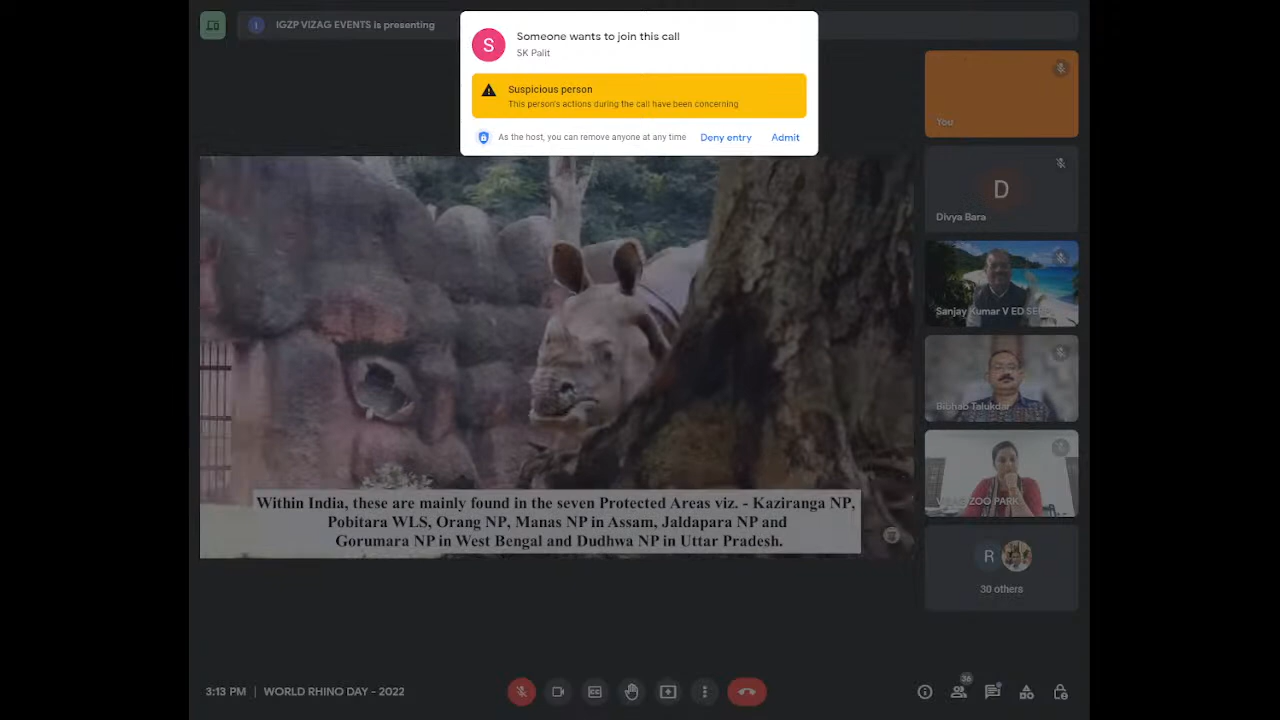 IGZP VIZAG EVENTS is presenting
S
Someone wants to join this call
SK Palit
Suspicious person
This person's actions during the call have been concerning
As the host, you can remove anyone at any time
Deny entry
Admit
You
D
Divya Bara
Sanjay Kumar V ED
Bibhab Talukdar
ZOO PARK
R
30 others
Within India, these are mainly found in the seven Protected Areas viz. - Kaziranga NP,
Pobitara WLS, Orang NP, Manas NP in Assam, Jaldapara NP and
Gorumara NP in West Bengal and Dudhwa NP in Uttar Pradesh.
3:13 PM | WORLD RHINO DAY - 2022
CC
36